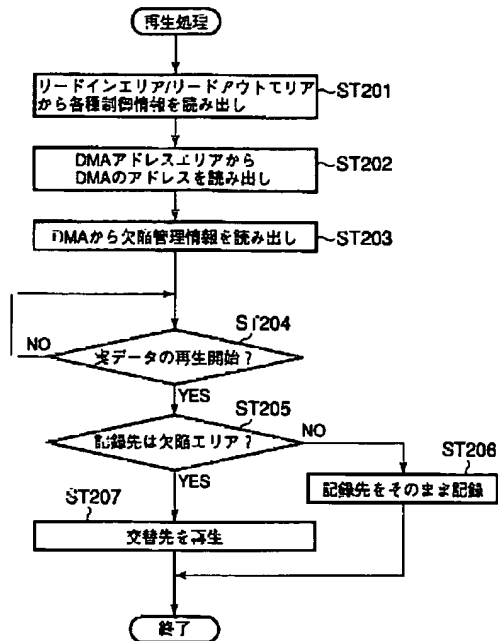 再生処理
リードインエリア/リードアウトエリア
から各種制御情報を読み出し
ST201
DMAアドレスエリアから
DMAのアドレスを読み出し
ST202
DMAから欠陥管理情報を読み出し
ST203
ST204
NO
実データの再生開始?
YES
ST205
記録先は欠陥エリア?
NO
ST206
YES
記録先をそのまま記録
ST207
交替先を再生
終了